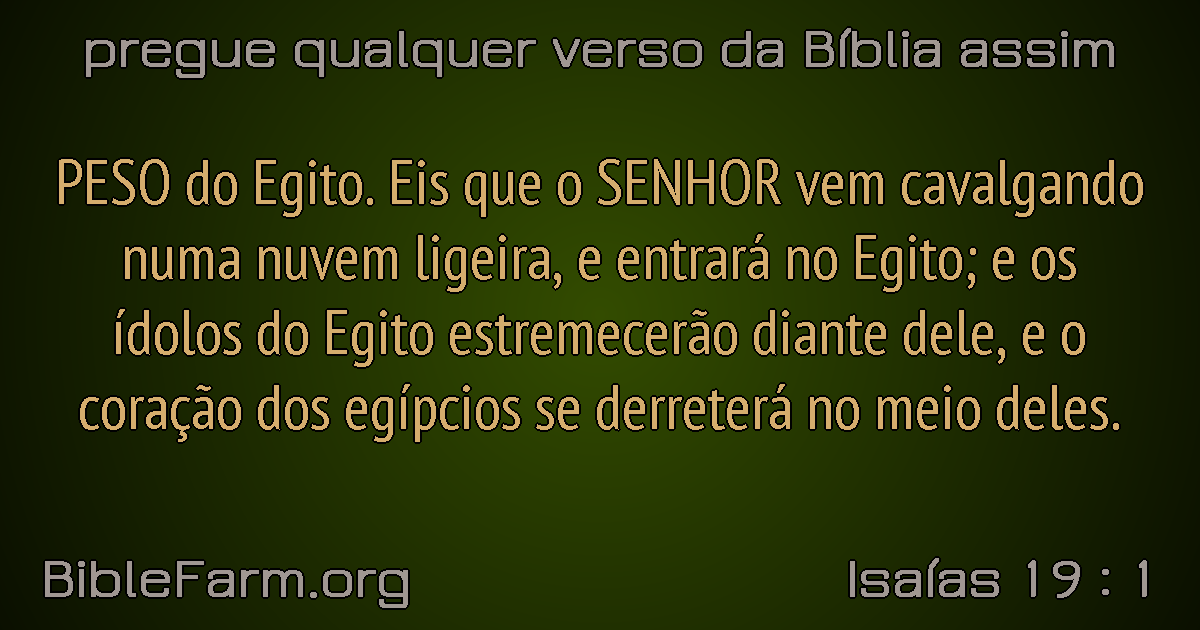 pregue qualquer verso da Bíblia assim
PESO do Egito. Eis que o SENHOR vem cavalgando
numa nuvem ligeira, e entrará no Egito; e os
ídolos do Egito estremecerão diante dele, e o
coração dos egípcios se derreterá no meio deles.
BibleFarm.org
Isaías 19 : 1